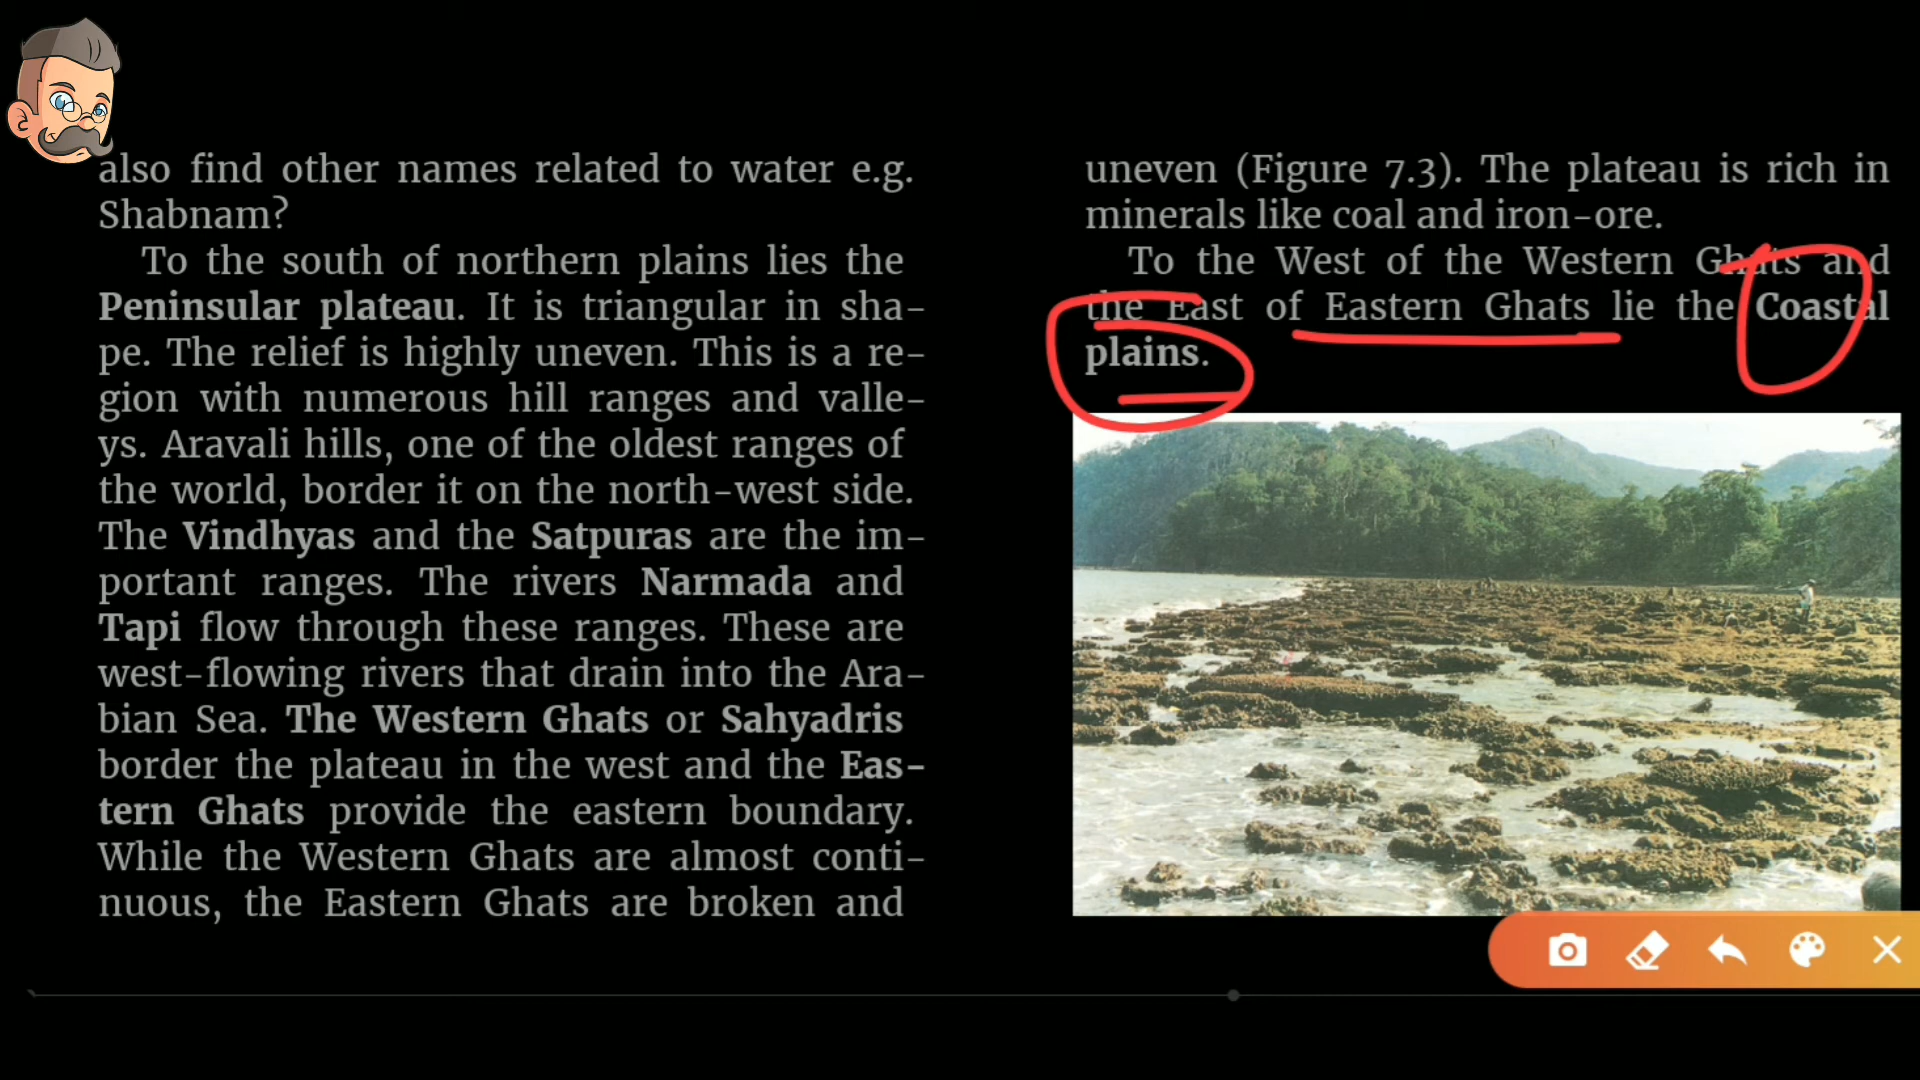 also find other names related to water e.g.
Shabnam?
To the south of northern plains lies the
Peninsular plateau. It is triangular in sha-
pe. The relief is highly uneven. This is a re-
gion with numerous hill ranges and valle-
ys. Aravali hills, one of the oldest ranges of
the world, border it on the north-west side.
The Vindhyas and the Satpuras are the im-
portant ranges. The rivers Narmada and
Tapi flow through these ranges. These are
west-flowing rivers that drain into the Ara-
bian Sea. The Western Ghats or Sahyadris
border the plateau in the west and the Eas-
tern Ghats provide the eastern boundary.
While the Western Ghats are almost conti-
nuous, the Eastern Ghats are broken and
uneven (Figure 7.3). The plateau is rich in
minerals like coal and iron-ore.
To the West of the Western Ghats and
the East of Eastern Ghats lie the Coastal
plains.